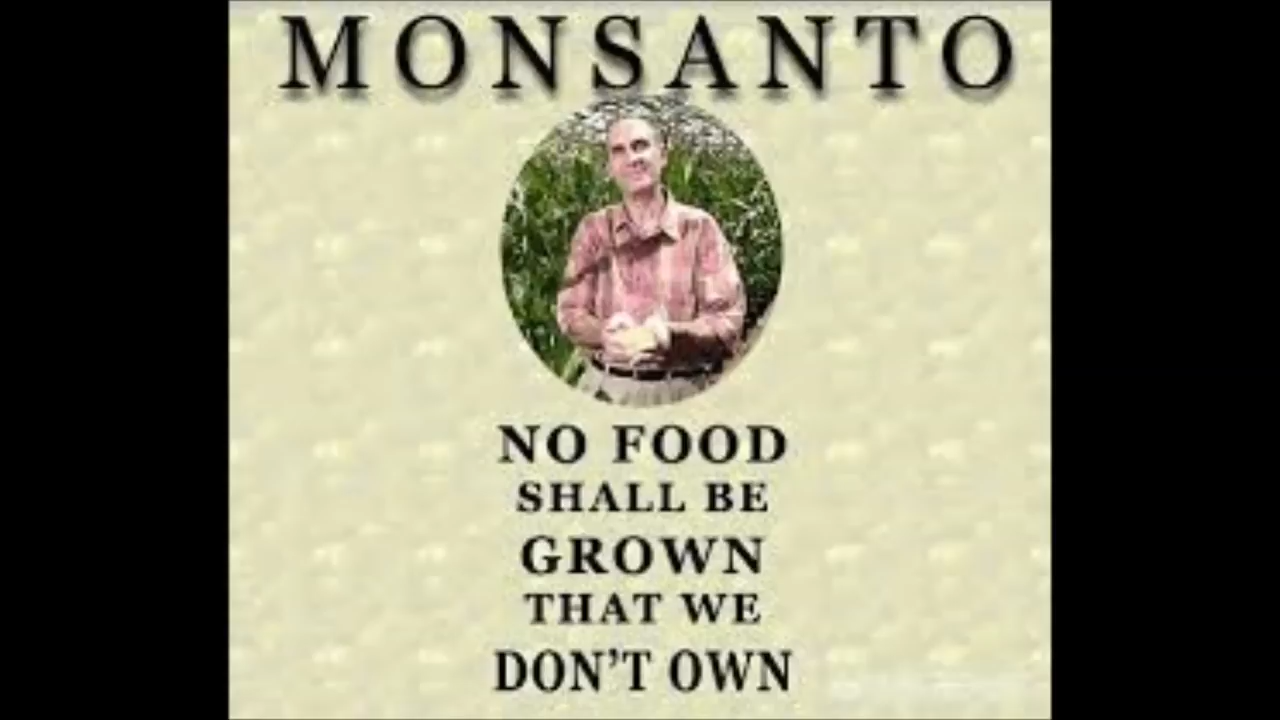 MONSANTO
NO FOOD
SHALL BE
GROWN
THAT WE
DON'T OWN